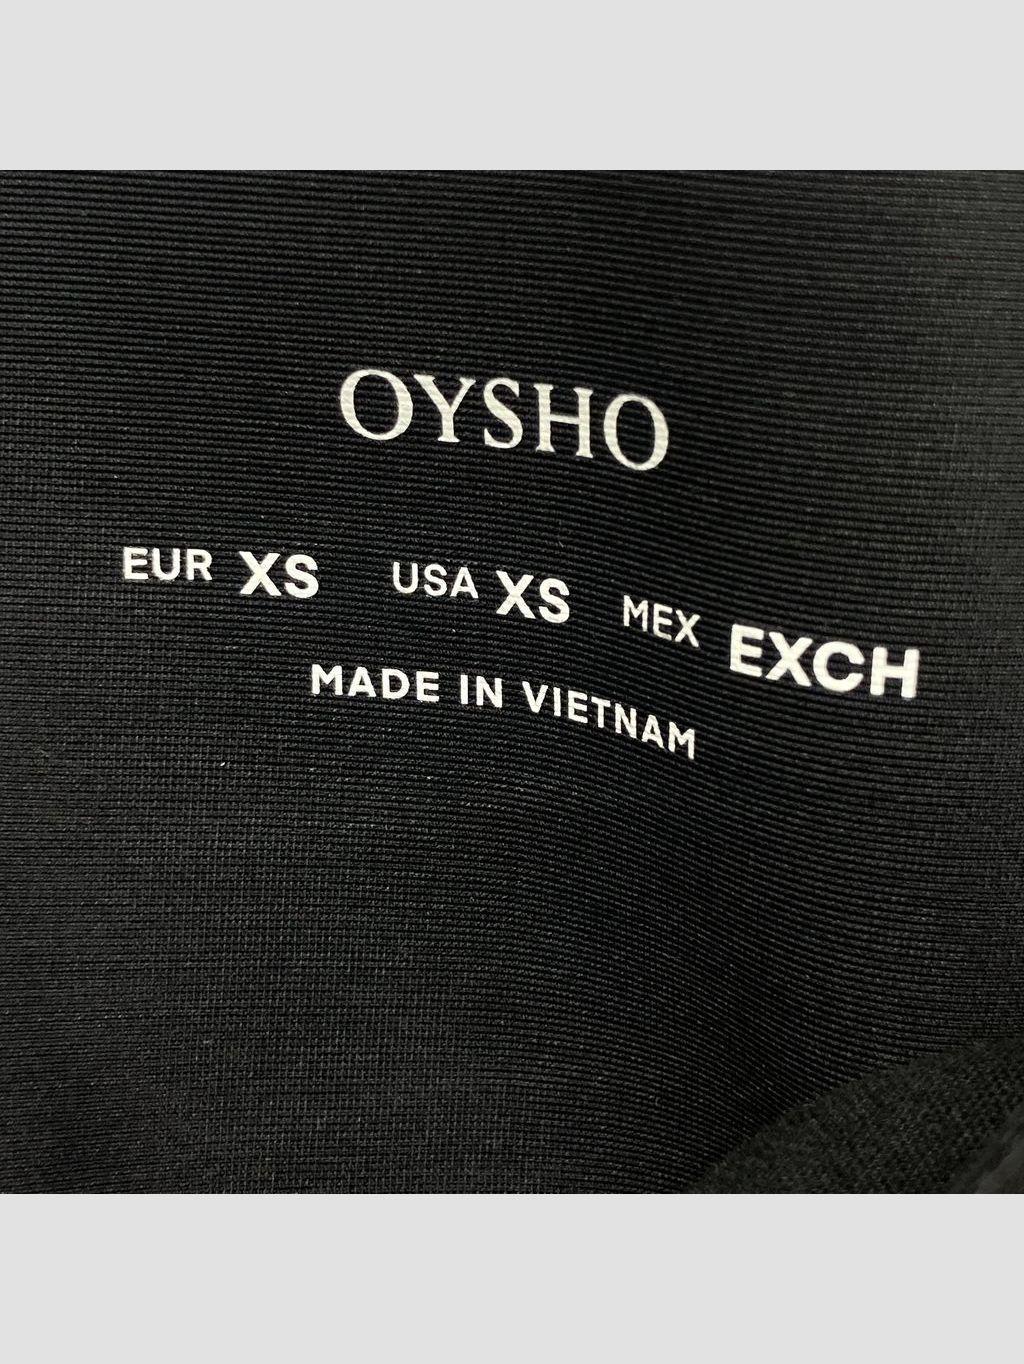 OYSHO
EUR XS USA XS MEX EXCH
MADE IN VIETNAM